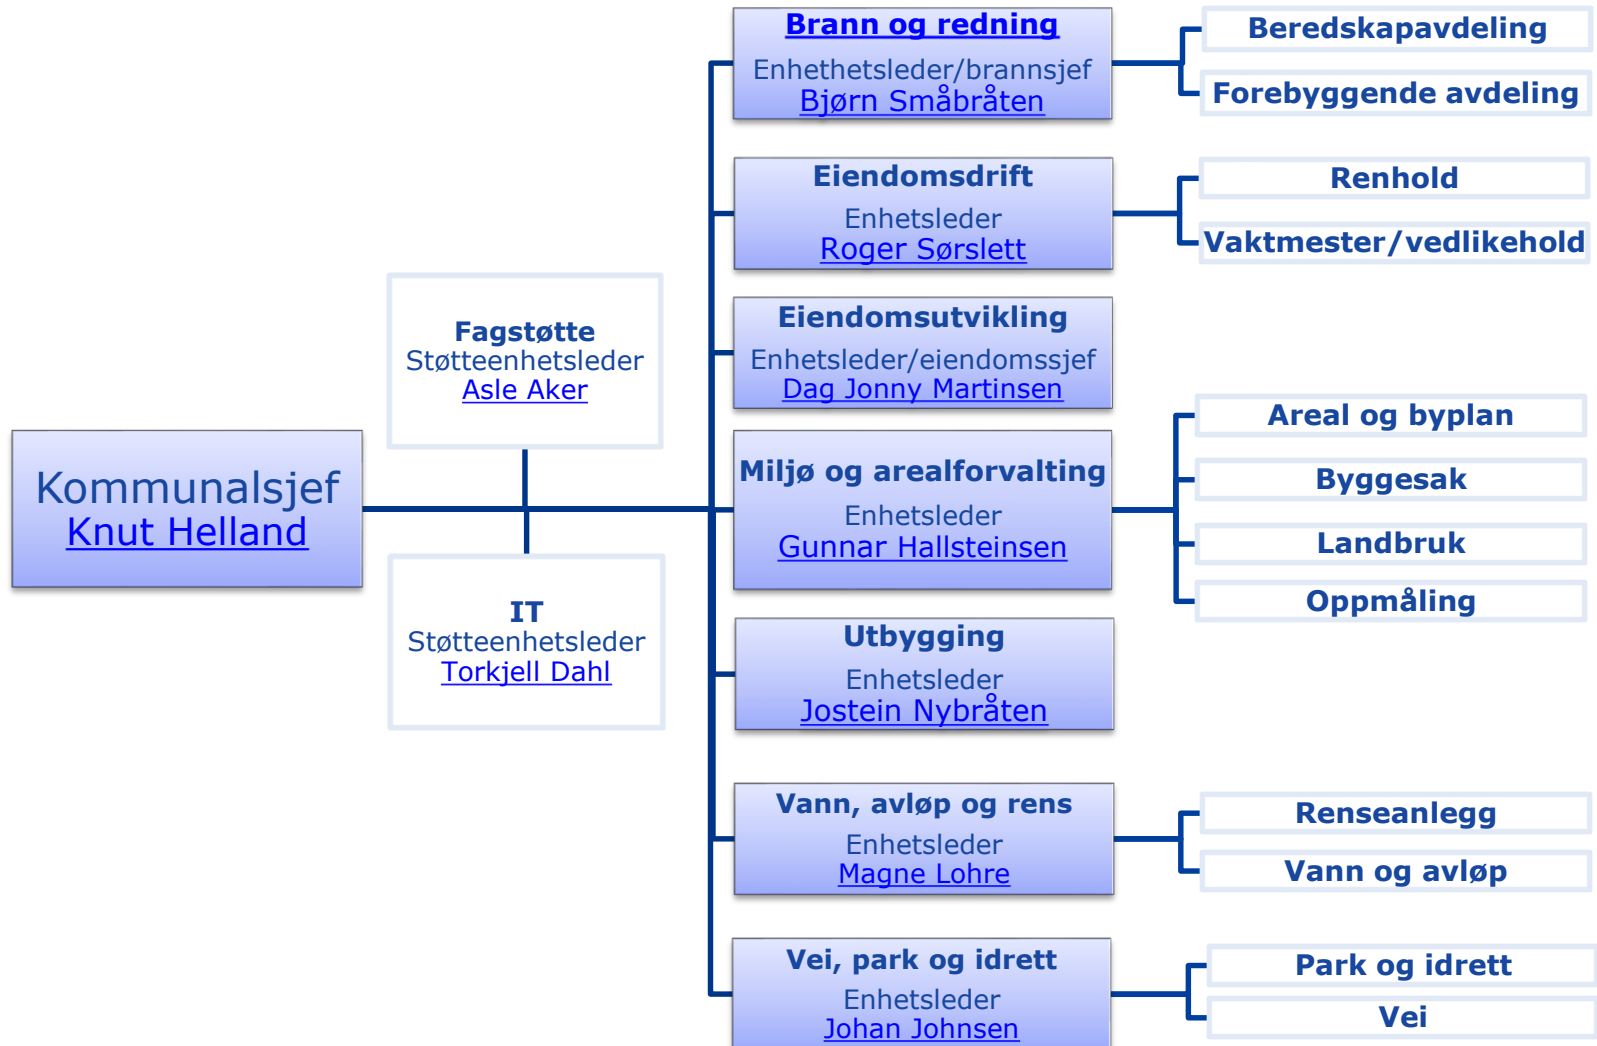 Kommunalsjef
Knut Helland
Fagstøtte
Støtteenhetsleder
Asle Aker
IT
Støtteenhetsleder
Torkjell Dahl
Brann og redning
Enhethetsleder/brannsjef
Bjørn Småbråten
Beredskapavdeling
Forebyggende avdeling
Eiendomsdrift
Enhetsleder
Roger Sørslett
Renhold
Vaktmester/vedlikehold
Eiendomsutvikling
Enhetsleder/eiendomssjef
Dag Jonny Martinsen
Miljø og arealforvalting
Enhetsleder
Gunnar Hallsteinsen
Areal og byplan
Byggesak
Landbruk
Oppmåling
Utbygging
Enhetsleder
Jostein Nybråten
Vann, avløp og rens
Enhetsleder
Magne Lohre
Renseanlegg
Vann og avløp
Vei, park og idrett
Enhetsleder
Johan Johnsen
Park og idrett
Vei